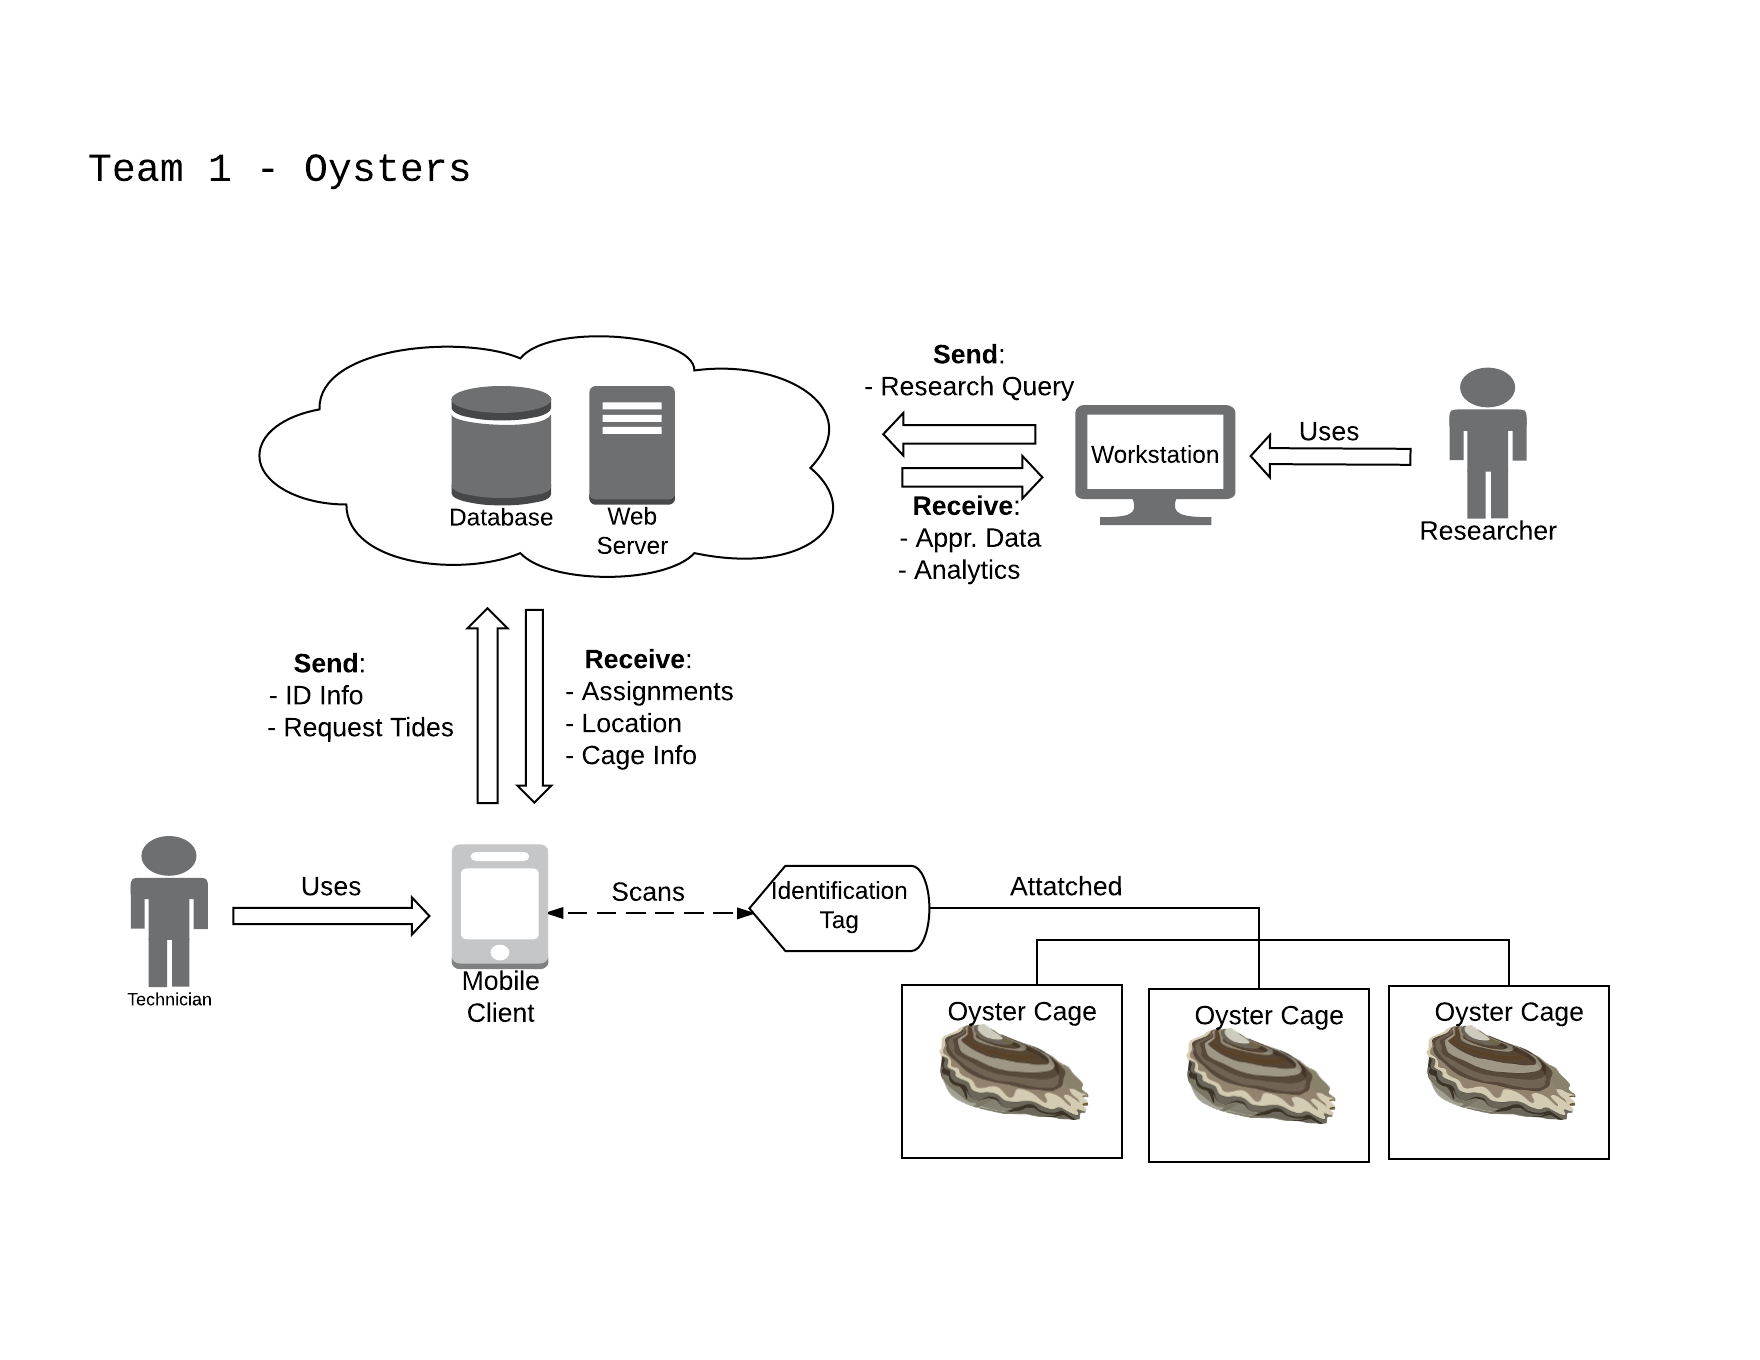 Team 1 - Oysters
Send:
- Research Query
Workstation
Uses
Researcher
Receive:
- Appr. Data
- Analytics
Database
Web
Server
Send:
- ID Info
- Request Tides
Receive:
- Assignments
- Location
- Cage Info
Technician
Uses
Mobile
Client
Scans
Identification
Tag
Attatched
Oyster Cage
Oyster Cage
Oyster Cage